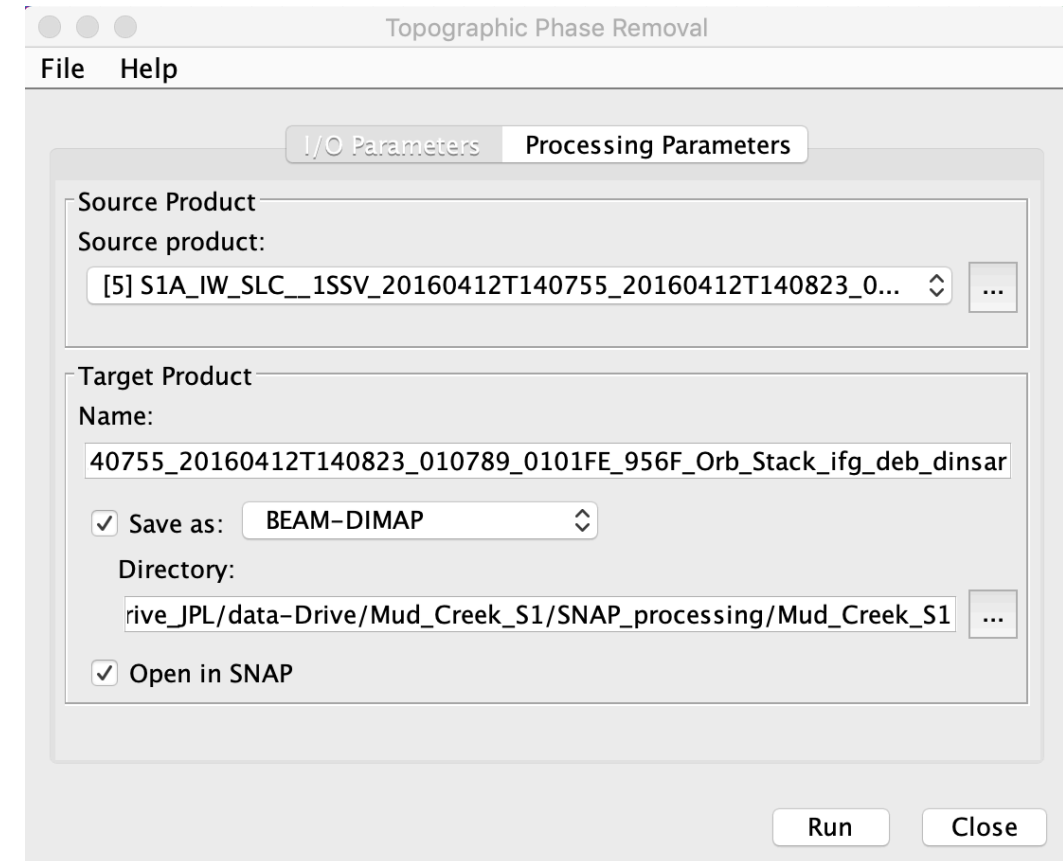 Topographic Phase Removal
File Help
I/O Parameters Processing Parameters
Source Product
Source product:
[5] S1A_IW_SLC__1SSV_20160412T140755_20160412T140823_0... ...
Target Product
Name:
40755_20160412T140823_010789_0101FE_956F_Orb_Stack_ifg_deb_dinsar
Save as: BEAM-DIMAP
Directory:
rive_JPL/data-Drive/Mud_Creek_S1/SNAP_processing/Mud_Creek_S1 ...
Open in SNAP
Run Close